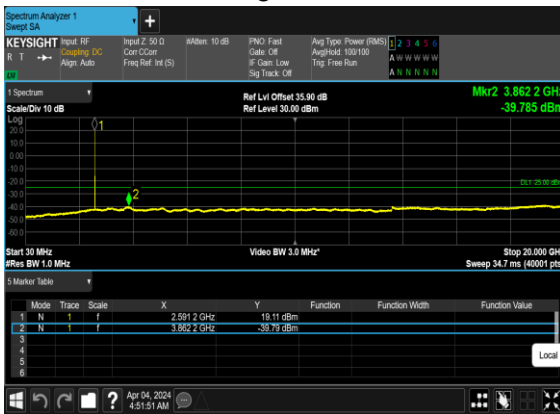 Spectrum Analyzer 1
Swept SA
KEYSIGHT Input: RF Input Z: 50 Ω #Atten: 10 dB PNO: Fast Avg Type: Power (RMS) 1 2 3 4 5 6
R T Coupling: DC Corr CCorr Gate: Off Avg|Hold: 100/100 A W W W W W
Align: Auto Freq Ref: Int (S) IF Gain: Low Trig: Free Run
LV Sig Track: Off A N N N N N
1 Spectrum Ref Lvl Offset 35.90 dB Mkr2 3.862 2 GHz
Scale/Div 10 dB Ref Level 30.00 dBm -39.785 dBm
Log
20.0 1
10.0
0.00
-10.0
-20.0 DL1 -25.00 dBm
-30.0 2
-40.0
-50.0
-60.0
Start 30 MHz Video BW 3.0 MHz* Stop 20.000 GH
#Res BW 1.0 MHz Sweep 34.7 ms (40001 pts
5 Marker Table
Mode Trace Scale X Y Function Function Width Function Value
1 N 1 f 2.591 2 GHz 19.11 dBm
2 N 1 f 3.862 2 GHz -39.79 dBm
3
4
5
6
Local
Apr 04, 2024
4:51:51 AM